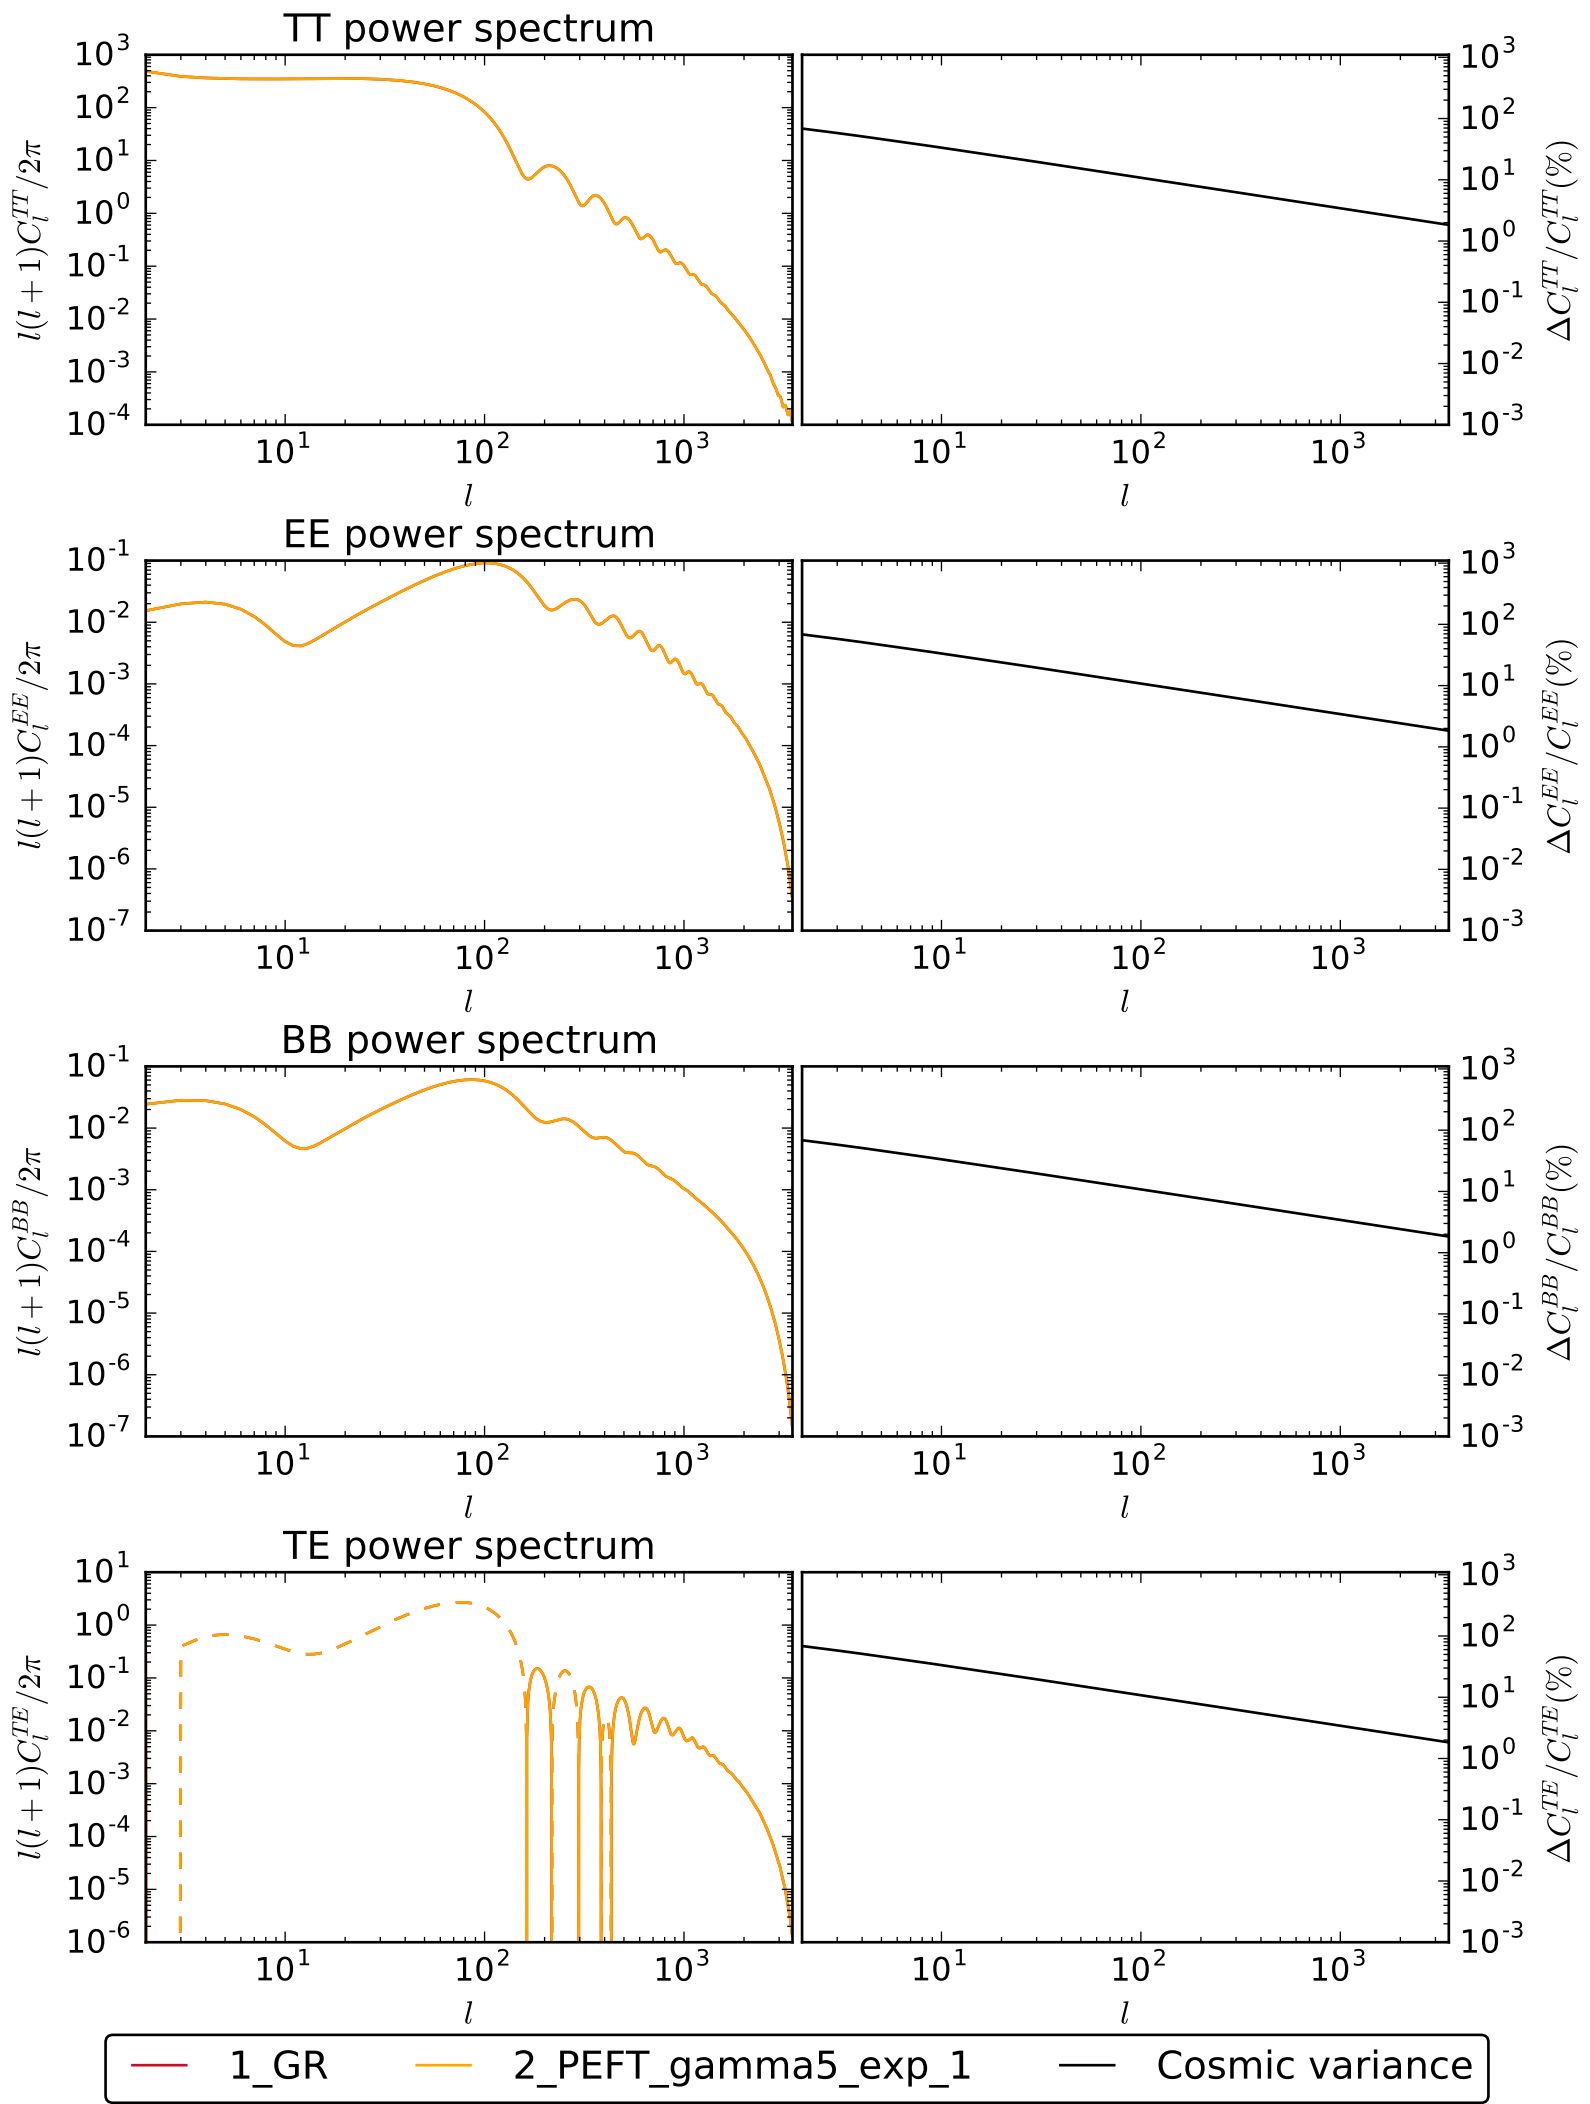 TT power spectrum
l(l + 1)C_l^{TT}/2π
10^3
10^2
10^1
10^0
10^-1
10^-2
10^-3
10^-4
10^1 10^2 10^3
l
10^1 10^2 10^3
l
10^3
10^2
10^1
10^0
10^-1
10^-2
10^-3
ΔC_l^{TT}/C_l^{TT}(%)
EE power spectrum
l(l + 1)C_l^{EE}/2π
10^-1
10^-2
10^-3
10^-4
10^-5
10^-6
10^-7
10^1 10^2 10^3
l
10^1 10^2 10^3
l
10^3
10^2
10^1
10^0
10^-1
10^-2
10^-3
ΔC_l^{EE}/C_l^{EE}(%)
BB power spectrum
l(l + 1)C_l^{BB}/2π
10^-1
10^-2
10^-3
10^-4
10^-5
10^-6
10^-7
10^1 10^2 10^3
l
10^1 10^2 10^3
l
10^3
10^2
10^1
10^0
10^-1
10^-2
10^-3
ΔC_l^{BB}/C_l^{BB}(%)
TE power spectrum
l(l + 1)C_l^{TE}/2π
10^1
10^0
10^-1
10^-2
10^-3
10^-4
10^-5
10^-6
10^1 10^2 10^3
l
10^1 10^2 10^3
l
10^3
10^2
10^1
10^0
10^-1
10^-2
10^-3
ΔC_l^{TE}/C_l^{TE}(%)
1_GR 2_PEFT_gamma5_exp_1 Cosmic variance